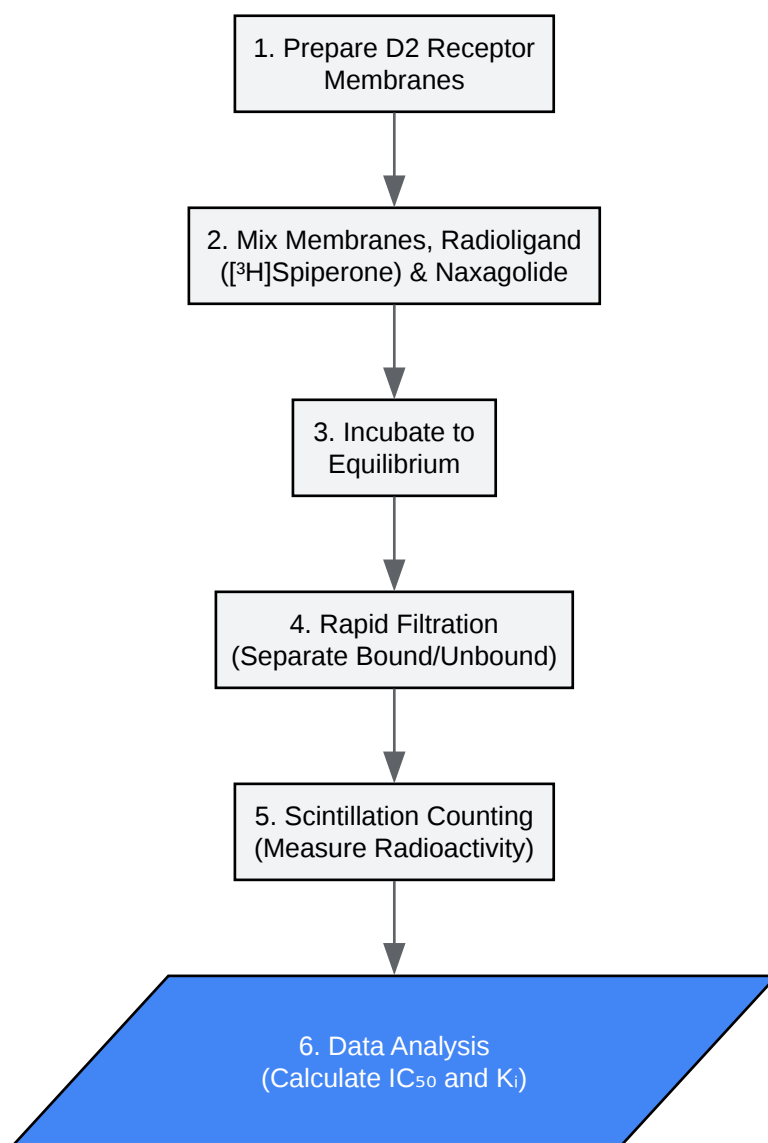 1. Prepare D2 Receptor
Membranes
2. Mix Membranes, Radioligand
([³H]Spiperone) & Naxagolide
3. Incubate to
Equilibrium
4. Rapid Filtration
(Separate Bound/Unbound)
5. Scintillation Counting
(Measure Radioactivity)
6. Data Analysis
(Calculate IC₅₀ and Kᵢ)